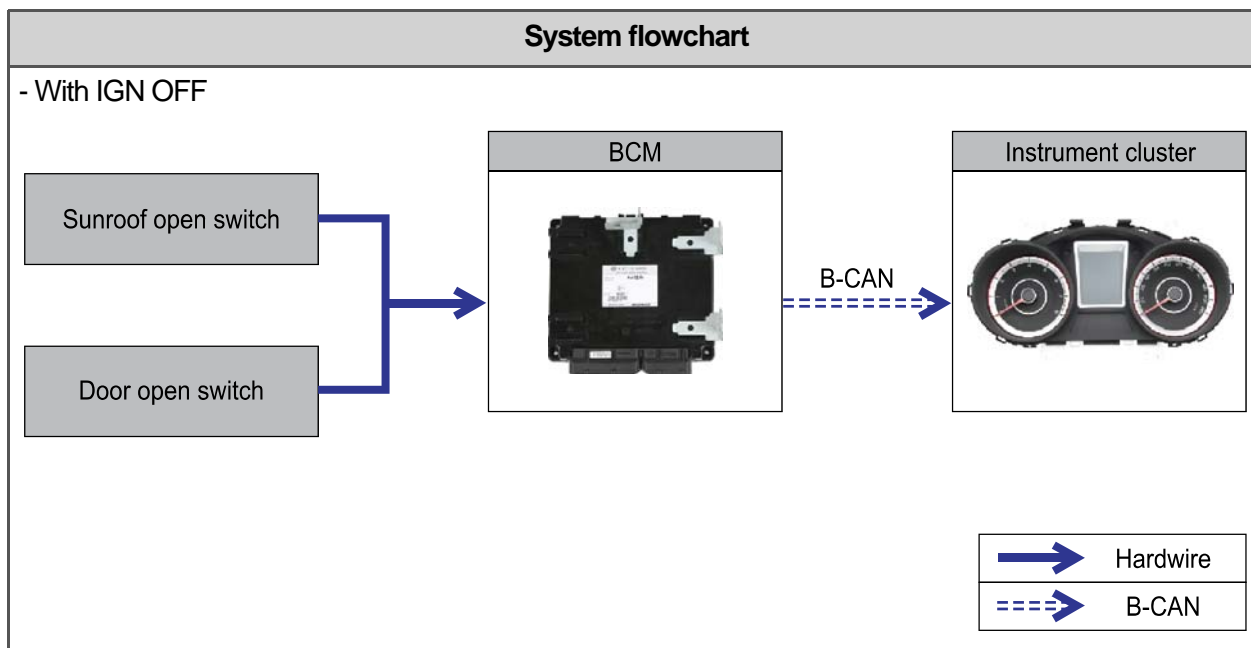 System flowchart
- With IGN OFF
BCM
Instrument cluster
Sunroof open switch
B-CAN
Door open switch
Hardwire
B-CAN